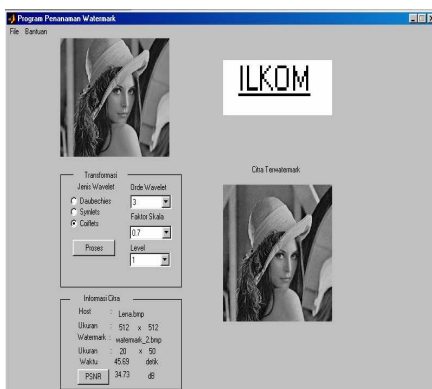 Program Penanaman Watermark
File Bantuan
ILKOM
Transformasi
Jenis Wavelet Orde Wavelet
Daubechies 3
Symlets Faktor Skala
Coiflets 0.7
Proses Level
1
Citra Terwatermark
Informasi Citra
Host : Lena.bmp
Ukuran : 512 x 512
Watermark : watermark_2.bmp
Ukuran : 20 x 50
Waktu 45.69 detik
PSNR 34.73 dB